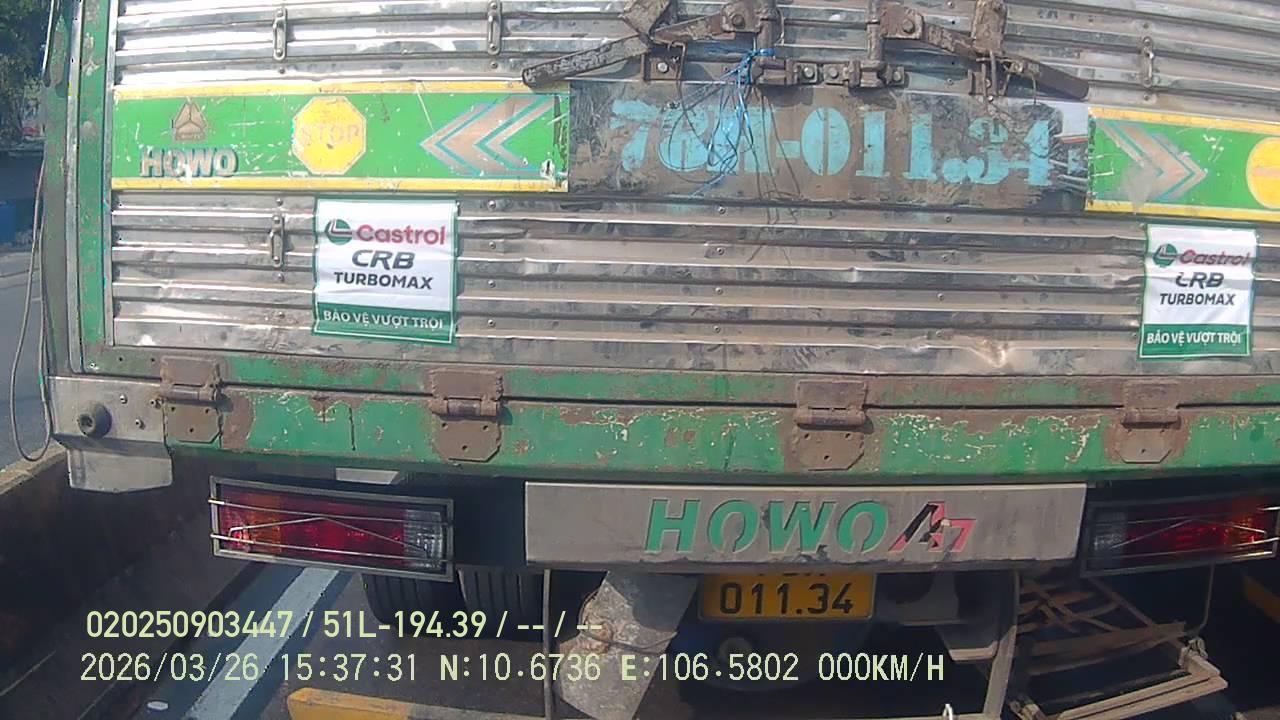 HOWO
STOP
011.34
Castrol
CRB
TURBOMAX
BẢO VỆ VƯỢT TRỘI
Castrol
CRB
TURBOMAX
BẢO VỆ VƯỢT TRỘI
HOWO A7
011.34
020250903447 / 51L-194.39 / -- / --
2026/03/26 15:37:31 N:10.6736 E:106.5802 000KM/H